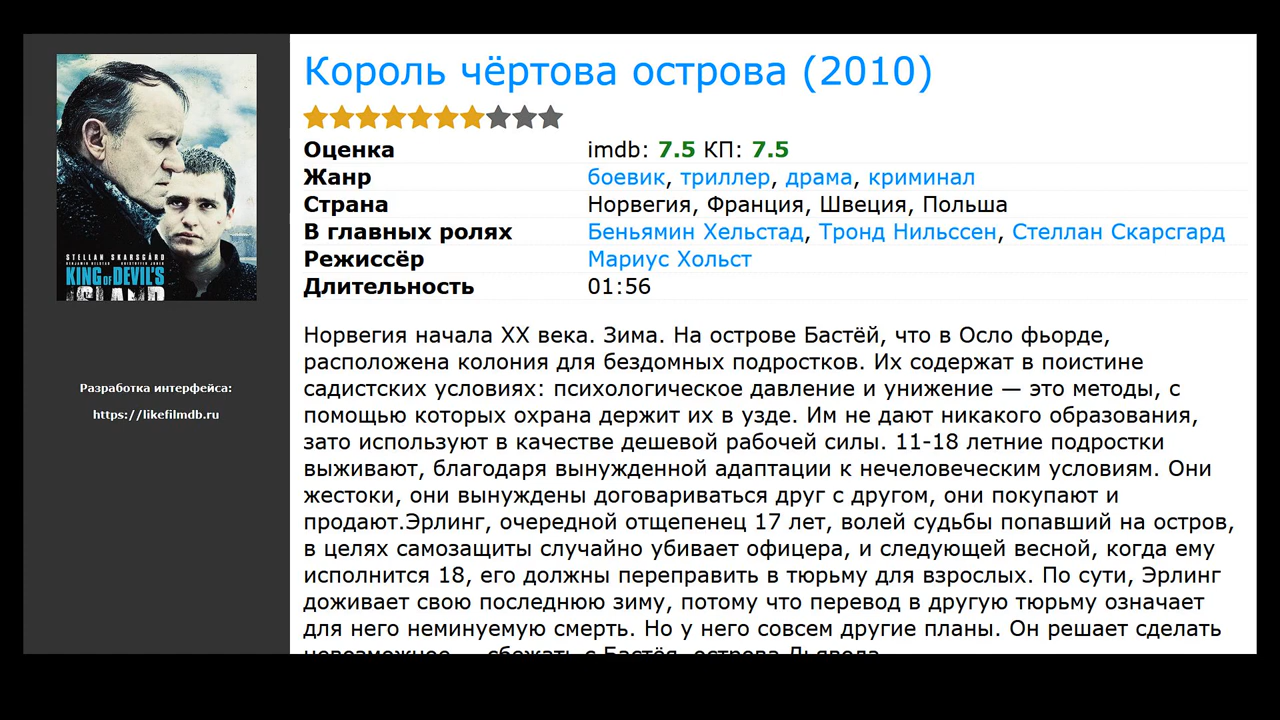 Король чёртова острова (2010)
Оценка imdb: 7.5 КП: 7.5
Жанр боевик, триллер, драма, криминал
Страна Норвегия, Франция, Швеция, Польша
В главных ролях Беньямин Хельстад, Тронд Нильссен, Стеллан Скарсгард
Режиссёр Мариус Хольст
Длительность 01:56
STELLAN SKARSGÅRD
KING OF DEVIL'S
ISLAND
Разработка интерфейса:
https://likefilmdb.ru
Норвегия начала XX века. Зима. На острове Бастёй, что в Осло фьорде,
расположена колония для бездомных подростков. Их содержат в поистине
садистских условиях: психологическое давление и унижение — это методы, с
помощью которых охрана держит их в узде. Им не дают никакого образования,
зато используют в качестве дешевой рабочей силы. 11-18 летние подростки
выживают, благодаря вынужденной адаптации к нечеловеческим условиям. Они
жестоки, они вынуждены договариваться друг с другом, они покупают и
продают.Эрлинг, очередной отщепенец 17 лет, волей судьбы попавший на остров,
в целях самозащиты случайно убивает офицера, и следующей весной, когда ему
исполнится 18, его должны переправить в тюрьму для взрослых. По сути, Эрлинг
доживает свою последнюю зиму, потому что перевод в другую тюрьму означает
для него неминуемую смерть. Но у него совсем другие планы. Он решает сделать
невозможное — сбежать с Бастёя, острова Дьявола.